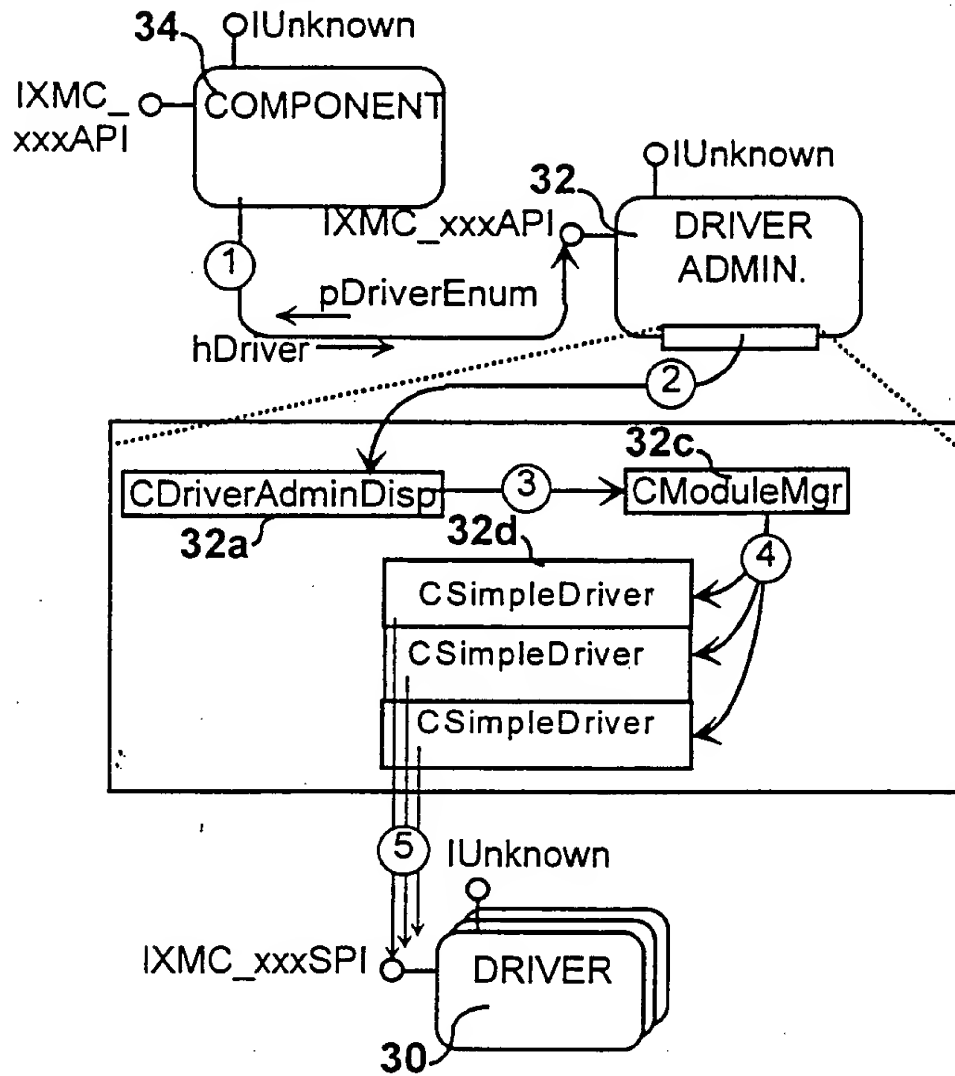 34
IUnknown
IXMC_
xxxAPI
COMPONENT
IUnknown
32
IXMC_xxxAPI
DRIVER
ADMIN.
1
pDriverEnum
hDriver
2
32c
CDriverAdminDisp
3
CModuleMgr
32a
32d
4
CSimpleDriver
CSimpleDriver
CSimpleDriver
5
IUnknown
IXMC_xxxSPI
DRIVER
30